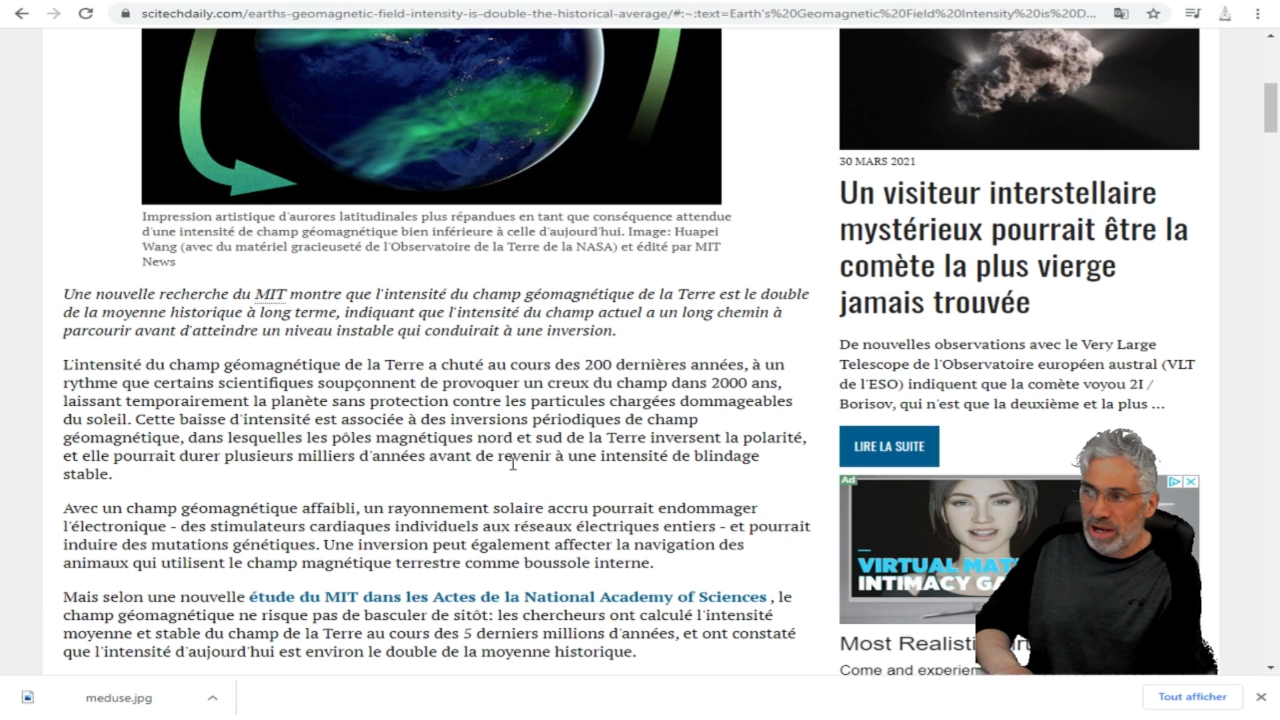 scitechdaily.com/earths-geomagnetic-field-intensity-is-double-the-historical-average/#:~:text=Earth's%20Geomagnetic%20Field%20Intensity%20is%20D...
Impression artistique d'aurores latitudinales plus répandues en tant que conséquence attendue
d'une intensité de champ géomagnétique bien inférieure à celle d'aujourd'hui. Image: Huapei
Wang (avec du matériel gracieuseté de l'Observatoire de la Terre de la NASA) et édité par MIT
News
Une nouvelle recherche du MIT montre que l'intensité du champ géomagnétique de la Terre est le double
de la moyenne historique à long terme, indiquant que l'intensité du champ actuel a un long chemin à
parcourir avant d'atteindre un niveau instable qui conduirait à une inversion.
L'intensité du champ géomagnétique de la Terre a chuté au cours des 200 dernières années, à un
rythme que certains scientifiques soupçonnent de provoquer un creux du champ dans 2000 ans,
laissant temporairement la planète sans protection contre les particules chargées dommageables
du soleil. Cette baisse d'intensité est associée à des inversions périodiques de champ
géomagnétique, dans lesquelles les pôles magnétiques nord et sud de la Terre inversent la polarité,
et elle pourrait durer plusieurs milliers d'années avant de revenir à une intensité de blindage
stable.
Avec un champ géomagnétique affaibli, un rayonnement solaire accru pourrait endommager
l'électronique - des stimulateurs cardiaques individuels aux réseaux électriques entiers - et pourrait
induire des mutations génétiques. Une inversion peut également affecter la navigation des
animaux qui utilisent le champ magnétique terrestre comme boussole interne.
Mais selon une nouvelle étude du MIT dans les Actes de la National Academy of Sciences , le
champ géomagnétique ne risque pas de basculer de sitôt: les chercheurs ont calculé l'intensité
moyenne et stable du champ de la Terre au cours des 5 derniers millions d'années, et ont constaté
que l'intensité d'aujourd'hui est environ le double de la moyenne historique.
30 MARS 2021
Un visiteur interstellaire
mystérieux pourrait être la
comète la plus vierge
jamais trouvée
De nouvelles observations avec le Very Large
Telescope de l'Observatoire européen austral (VLT
de l'ESO) indiquent que la comète voyou 2I /
Borisov, qui n'est que la deuxième et la plus ...
LIRE LA SUITE
Ad
VIRTUAL
INTIMACY
Most
Come and
meduse.jpg
Tout afficher